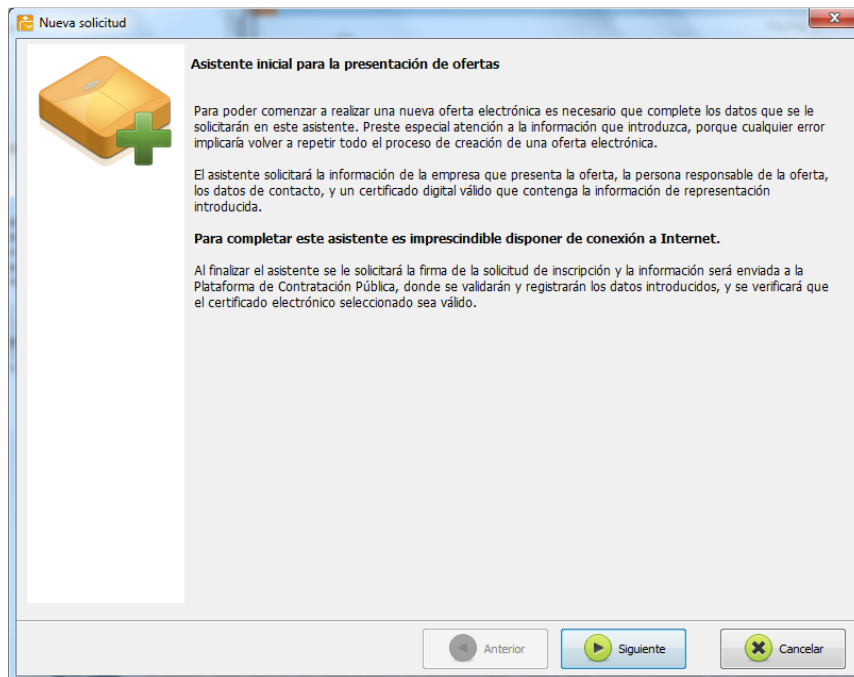 Nueva solicitud
Asistente inicial para la presentación de ofertas
Para poder comenzar a realizar una nueva oferta electrónica es necesario que complete los datos que se le
solicitarán en este asistente. Preste especial atención a la información que introduzca, porque cualquier error
implicaría volver a repetir todo el proceso de creación de una oferta electrónica.
El asistente solicitará la información de la empresa que presenta la oferta, la persona responsable de la oferta,
los datos de contacto, y un certificado digital válido que contenga la información de representación
introducida.
Para completar este asistente es imprescindible disponer de conexión a Internet.
Al finalizar el asistente se le solicitará la firma de la solicitud de inscripción y la información será enviada a la
Plataforma de Contratación Pública, donde se validarán y registrarán los datos introducidos, y se verificará que
el certificado electrónico seleccionado sea válido.
Anterior
Siguiente
Cancelar